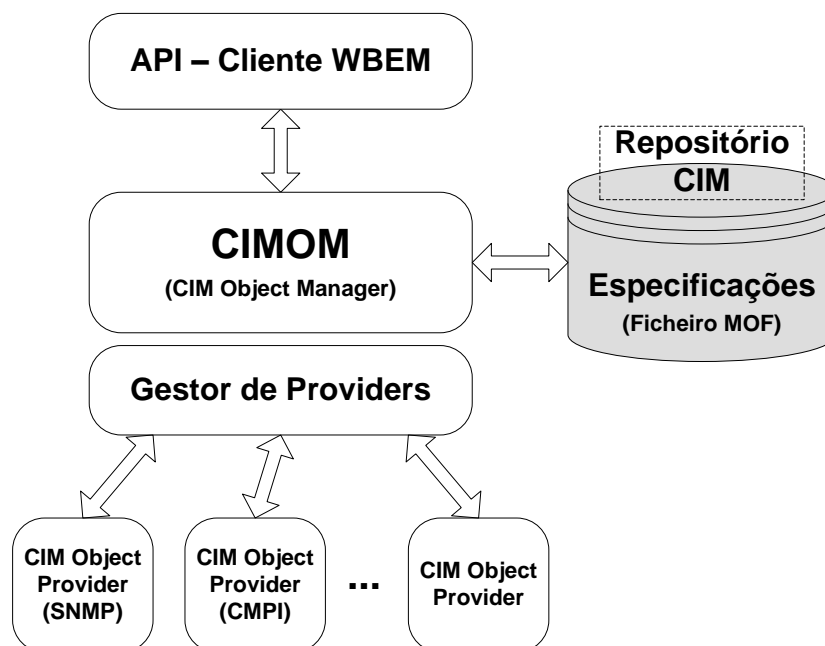 API – Cliente WBEM
Repositório
CIM
CIMOM
(CIM Object Manager)
Especificações
(Ficheiro MOF)
Gestor de Providers
CIM Object
Provider
(SNMP)
CIM Object
Provider
(CMPI)
...
CIM Object
Provider